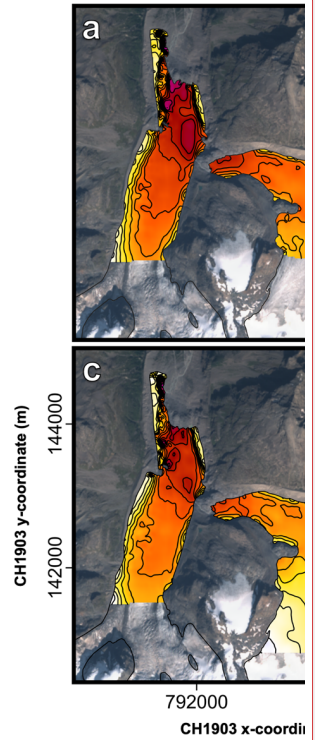 a
c
CH1903 y-coordinate (m)
144000
142000
792000
CH1903 x-coordi